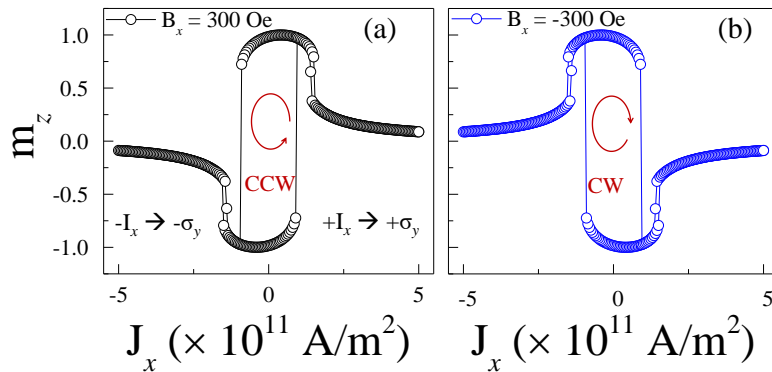 B_x = 300 Oe (a)
B_x = -300 Oe (b)
m_z
1.0
0.5
0.0
-0.5
-1.0
CCW
CW
-I_x → -σ_y +I_x → +σ_y
-5 0 5
-5 0 5
J_x (× 10^11 A/m^2)
J_x (× 10^11 A/m^2)